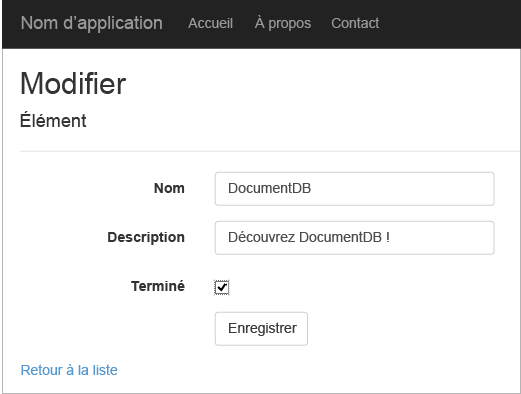 Nom d’application Accueil À propos Contact
Modifier
Élément
Nom DocumentDB
Description Découvrez DocumentDB !
Terminé
Enregistrer
Retour à la liste